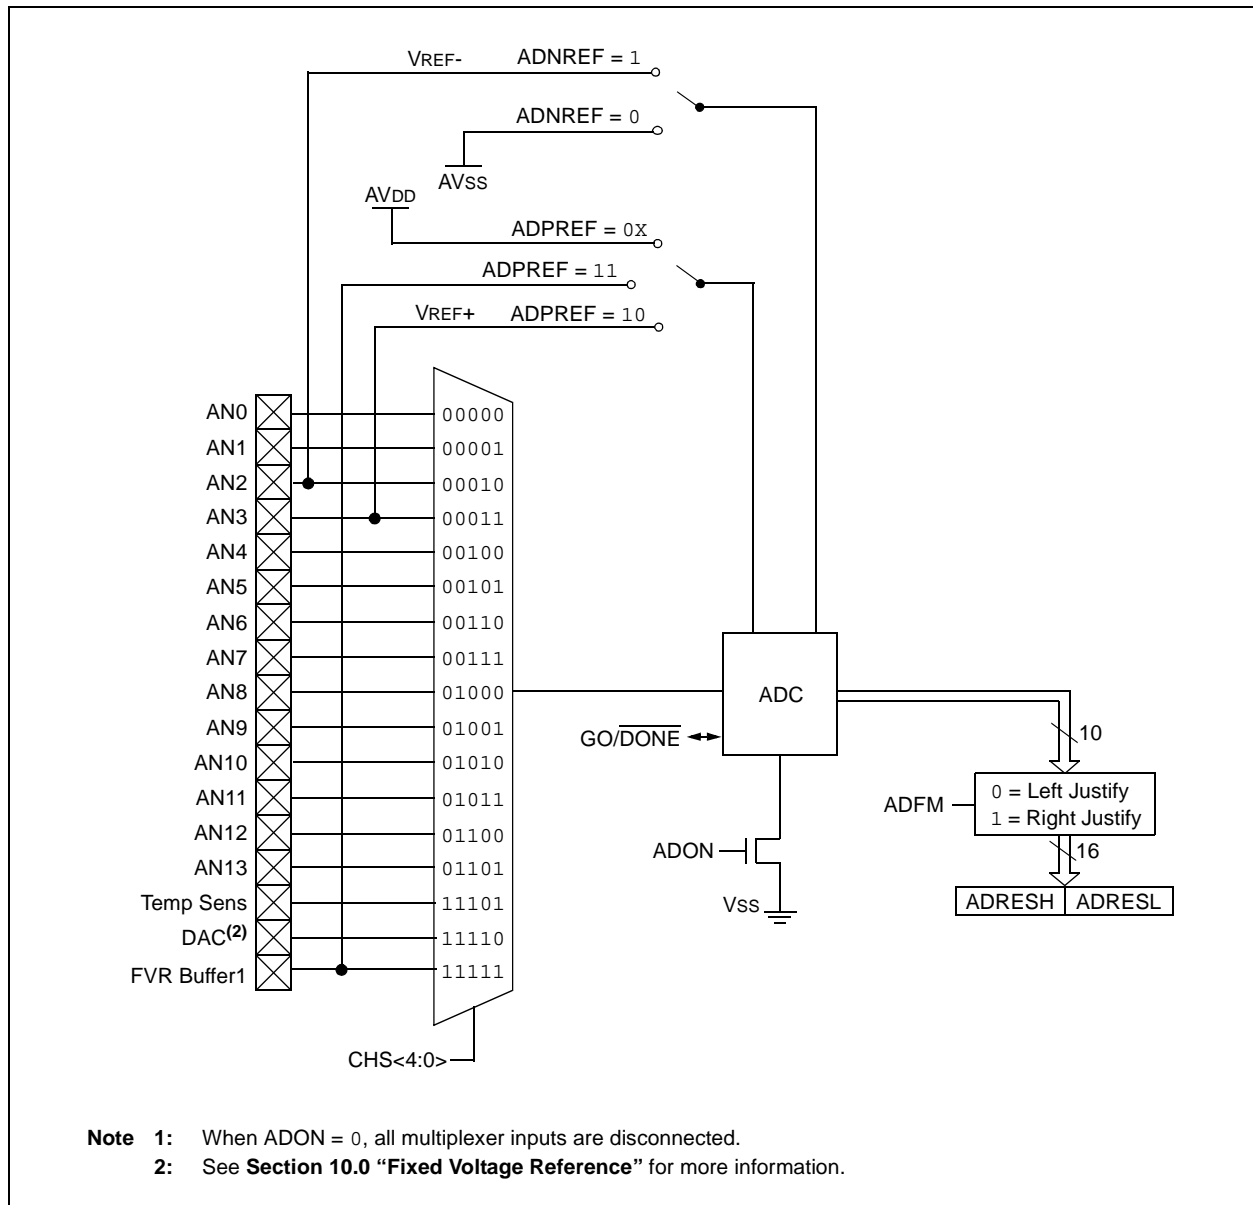 VREF- ADNREF = 1
ADNREF = 0
AVSS
AVDD
ADPREF = 0X
ADPREF = 11
VREF+ ADPREF = 10
AN0 00000
AN1 00001
AN2 00010
AN3 00011
AN4 00100
AN5 00101
AN6 00110
AN7 00111
AN8 01000
ADC
AN9 01001
GO/DONE
10
AN10 01010
AN11 01011
ADFM
0 = Left Justify
1 = Right Justify
AN12 01100
ADON
16
AN13 01101
Temp Sens 11101
VSS
ADRESH ADRESL
DAC(2) 11110
FVR Buffer1 11111
CHS<4:0>
Note 1: When ADON = 0, all multiplexer inputs are disconnected.
2: See Section 10.0 “Fixed Voltage Reference” for more information.